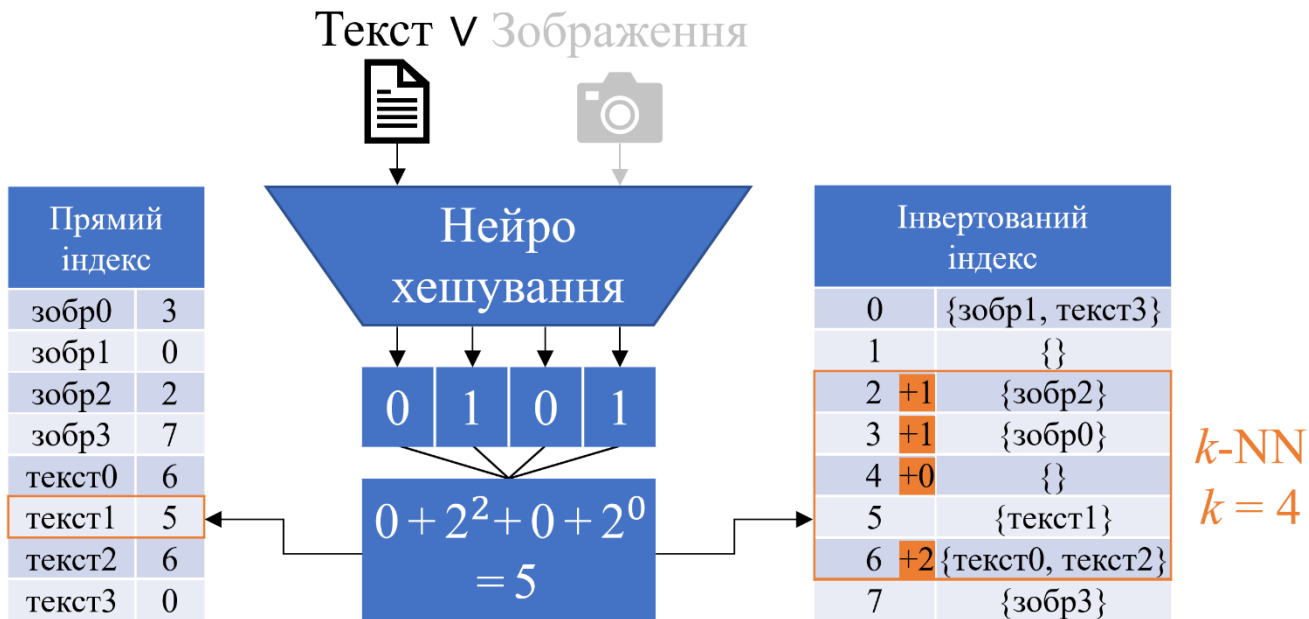 Текст ∨ Зображення
Нейро
хешування
0 1 0 1
0 + 2² + 0 + 2⁰
= 5
Прямий
індекс
зобр0 3
зобр1 0
зобр2 2
зобр3 7
текст0 6
текст1 5
текст2 6
текст3 0
Інвертований
індекс
0 {зобр1, текст3}
1 {}
2 +1 {зобр2}
3 +1 {зобр0}
4 +0 {}
5 {текст1}
6 +2 {текст0, текст2}
7 {зобр3}
k-NN
k = 4